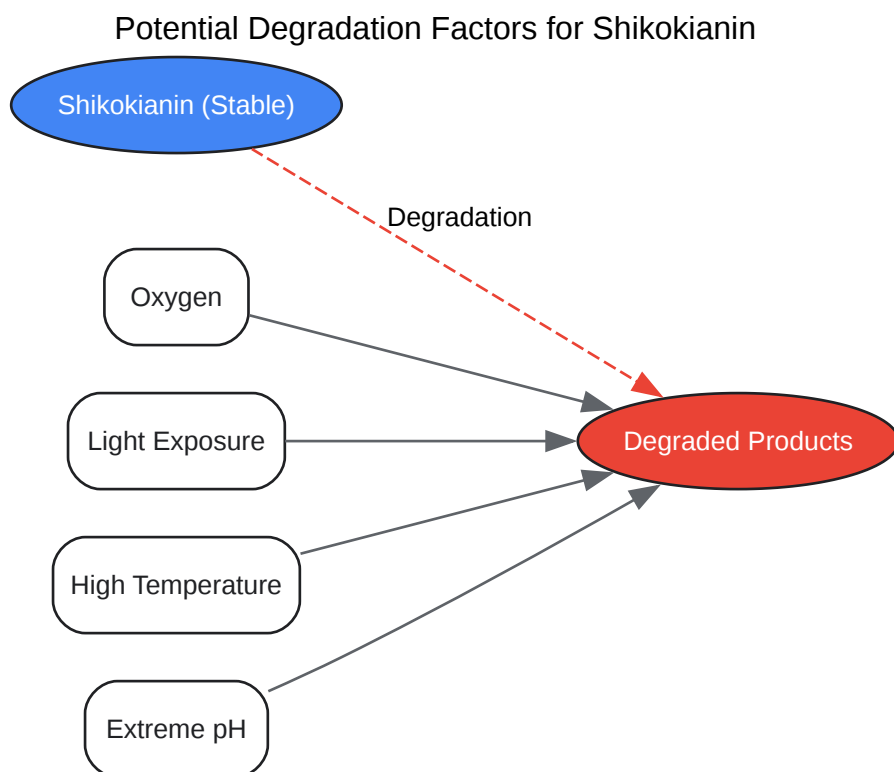 Potential Degradation Factors for Shikokianin
Shikokianin (Stable)
Degradation
Oxygen
Light Exposure
Degraded Products
High Temperature
Extreme pH